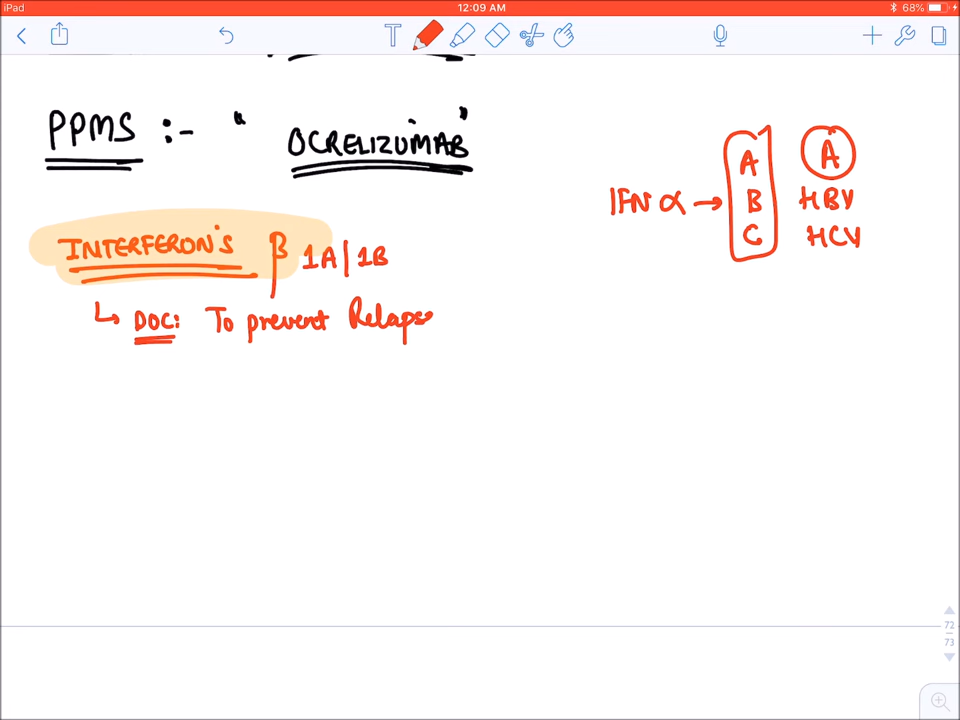 iPad
12:09 AM
68%
T
PPMS :- " OCRELIZUMAB"
INTERFERON'S β 1A | 1B
↳ DOC: To prevent Relapse
IFN α → A A
B HBV
C HCV
72
73